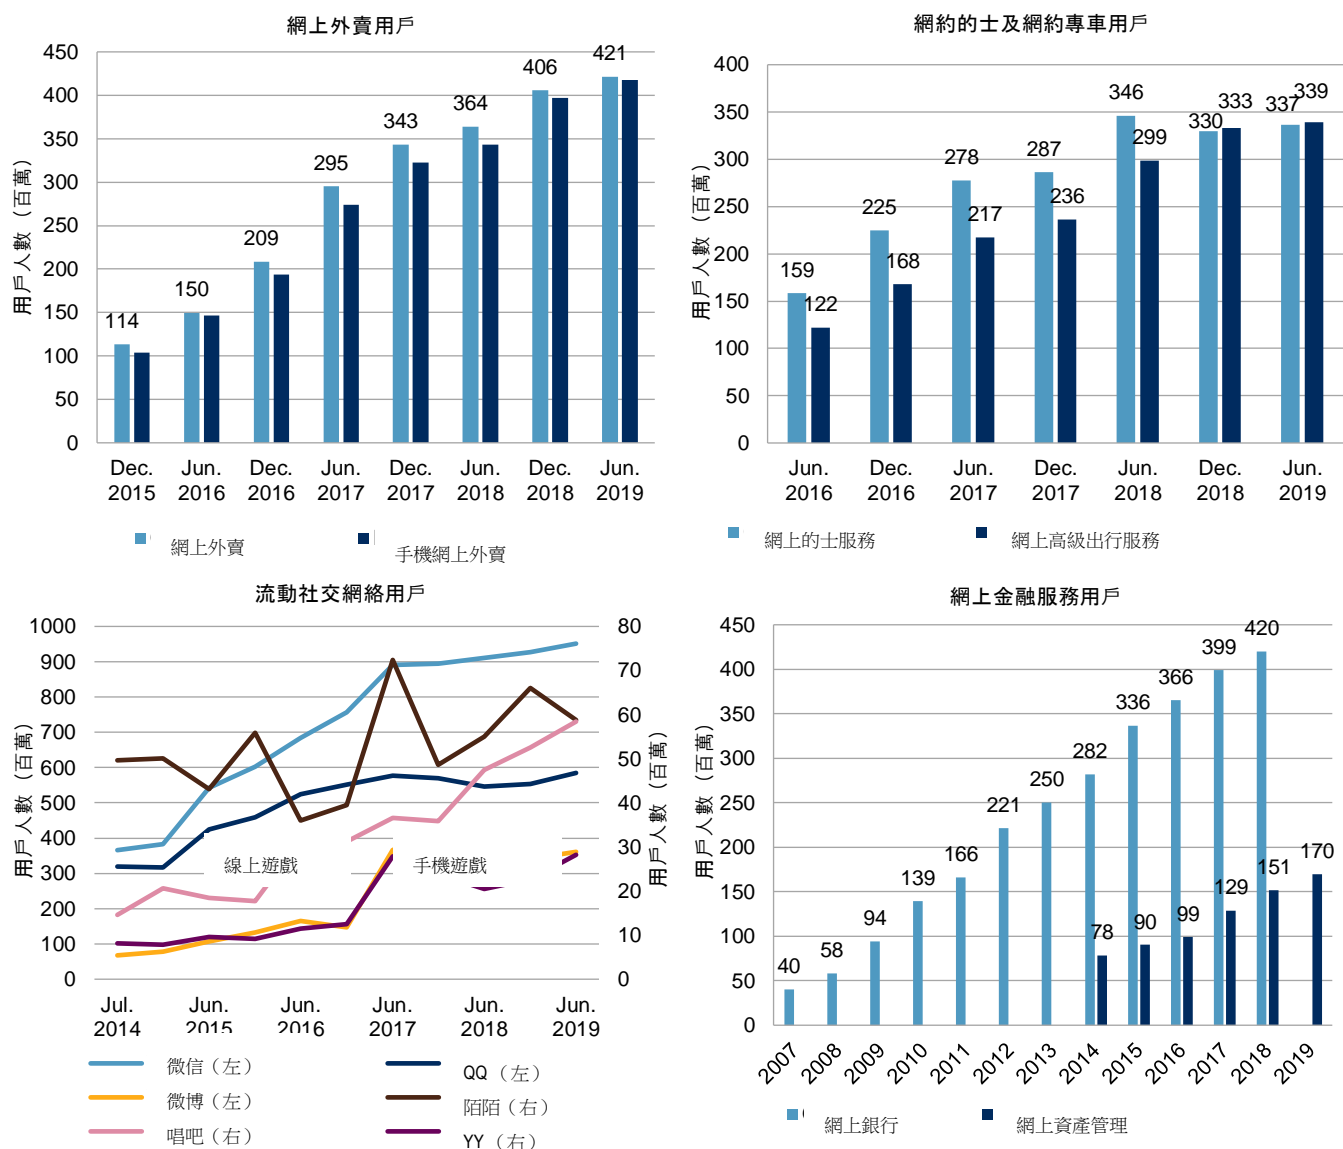 網上外賣用戶
用戶人數（百萬）
450
400
350
300
250
200
150
100
50
0
114
150
209
295
343
364
406
421
Dec. 2015
Jun. 2016
Dec. 2016
Jun. 2017
Dec. 2017
Jun. 2018
Dec. 2018
Jun. 2019
網上外賣
手機網上外賣
網約的士及網約專車用戶
用戶人數（百萬）
400
350
300
250
200
150
100
50
0
159
122
225
168
278
217
287
236
346
299
330
333
337
339
Jun. 2016
Dec. 2016
Jun. 2017
Dec. 2017
Jun. 2018
Dec. 2018
Jun. 2019
網上的士服務
網上高級出行服務
流動社交網絡用戶
用戶人數（百萬）
1000
900
800
700
600
500
400
300
200
100
0
線上遊戲
手機遊戲
80
70
60
50
40
30
20
10
0
用戶人數（百萬）
Jul. 2014
Jun. 2015
Jun. 2016
Jun. 2017
Jun. 2018
Jun. 2019
微信（左）
QQ（左）
微博（左）
陌陌（右）
唱吧（右）
YY（右）
網上金融服務用戶
用戶人數（百萬）
450
400
350
300
250
200
150
100
50
0
40
58
94
139
166
221
250
282
78
336
90
366
99
399
129
420
151
170
2007
2008
2009
2010
2011
2012
2013
2014
2015
2016
2017
2018
2019
網上銀行
網上資產管理